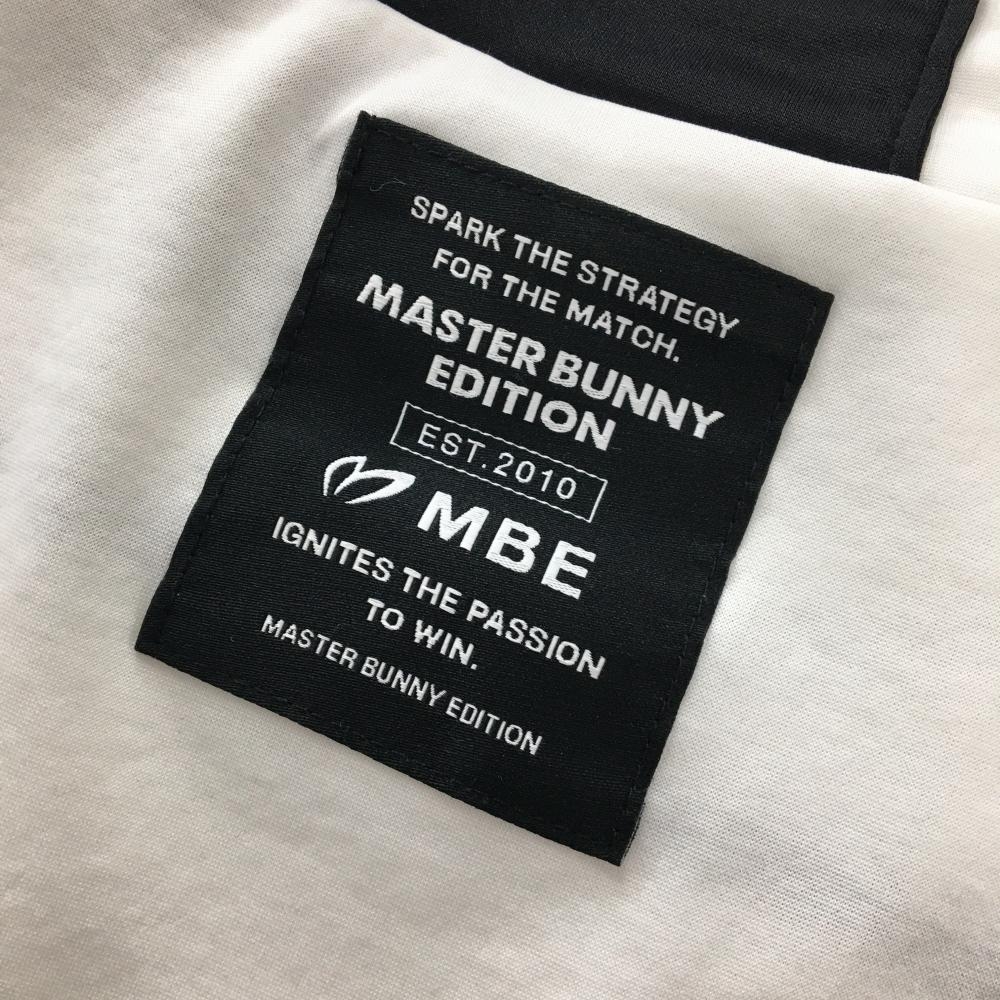 SPARK THE STRATEGY
FOR THE MATCH.
MASTER BUNNY
EDITION
EST.2010
MBE
IGNITES THE PASSION
TO WIN.
MASTER BUNNY EDITION